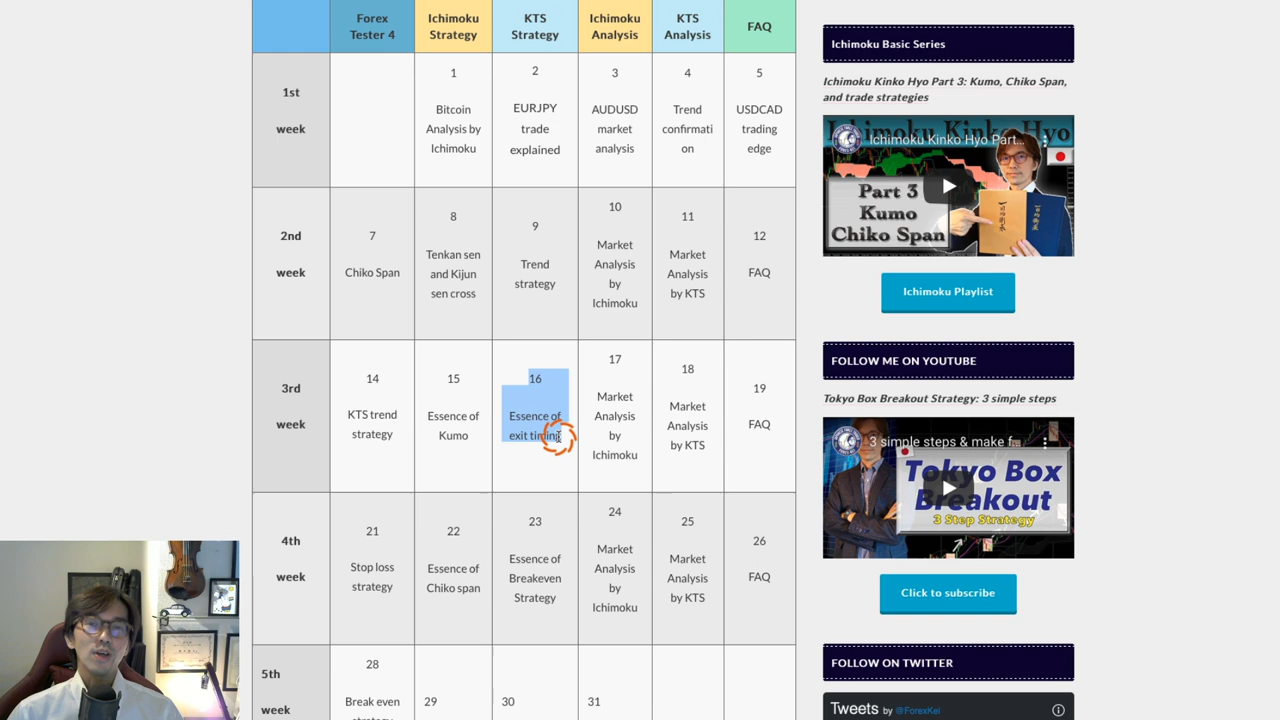 Forex
Tester 4
Ichimoku
Strategy
KTS
Strategy
Ichimoku
Analysis
KTS
Analysis
FAQ
1st
week
1
Bitcoin
Analysis by
Ichimoku
2
EURJPY
trade
explained
3
AUDUSD
market
analysis
4
Trend
confirmati
on
5
USDCAD
trading
edge
2nd
week
7
Chiko Span
8
Tenkan sen
and Kijun
sen cross
9
Trend
strategy
10
Market
Analysis
by
Ichimoku
11
Market
Analysis
by KTS
12
FAQ
3rd
week
14
KTS trend
strategy
15
Essence of
Kumo
16
Essence of
exit timing
17
Market
Analysis
by
Ichimoku
18
Market
Analysis
by KTS
19
FAQ
4th
week
21
Stop loss
strategy
22
Essence of
Chiko span
23
Essence of
Breakeven
Strategy
24
Market
Analysis
by
Ichimoku
25
Market
Analysis
by KTS
26
FAQ
5th
week
28
Break even
29
30
31
Ichimoku Basic Series
Ichimoku Kinko Hyo Part 3: Kumo, Chiko Span,
and trade strategies
Ichimoku Kinko Hyo
Ichimoku Kinko Hyo Part...
Part 3
Kumo
Chiko Span
Ichimoku Playlist
FOLLOW ME ON YOUTUBE
Tokyo Box Breakout Strategy: 3 simple steps
3 simple steps & make f...
Tokyo Box
Breakout
3 Step Strategy
Click to subscribe
FOLLOW ON TWITTER
Tweets by @ForexKei